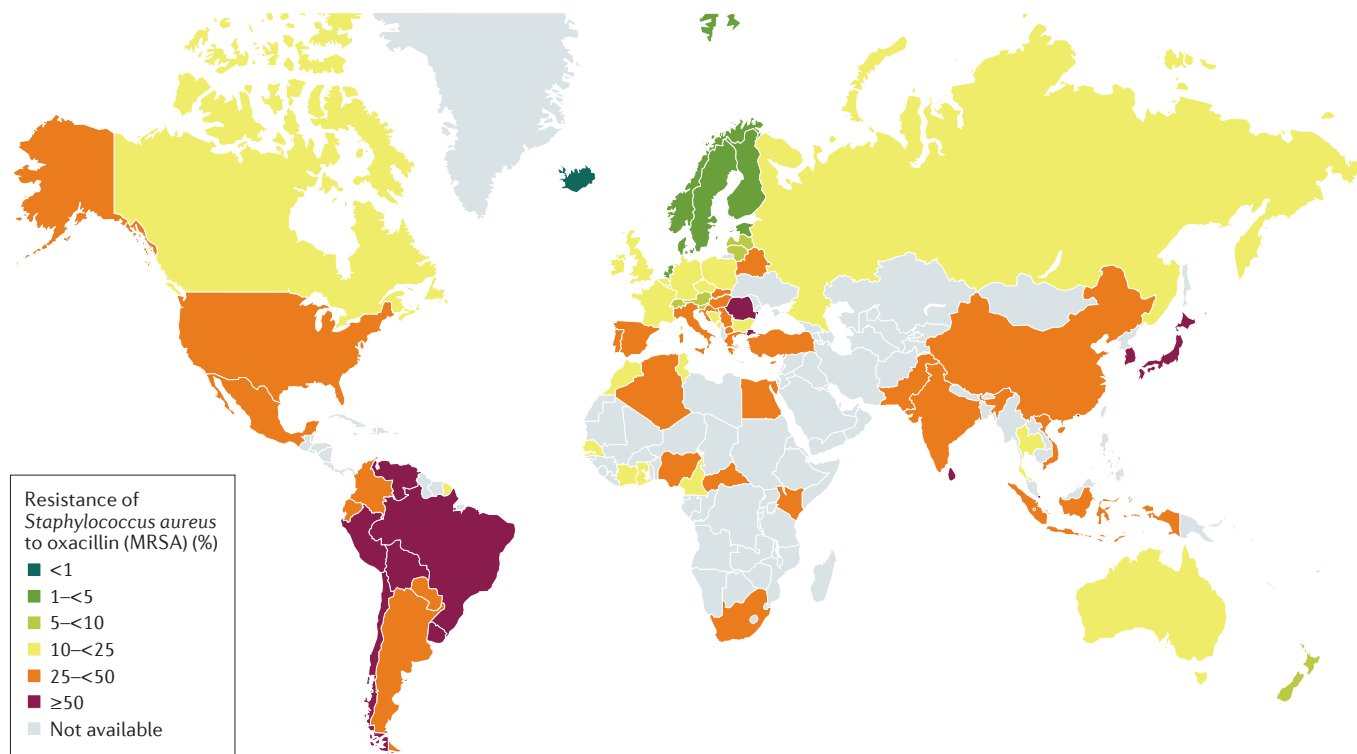 Resistance of
Staphylococcus aureus
to oxacillin (MRSA) (%)
<1
1–<5
5–<10
10–<25
25–<50
≥50
Not available